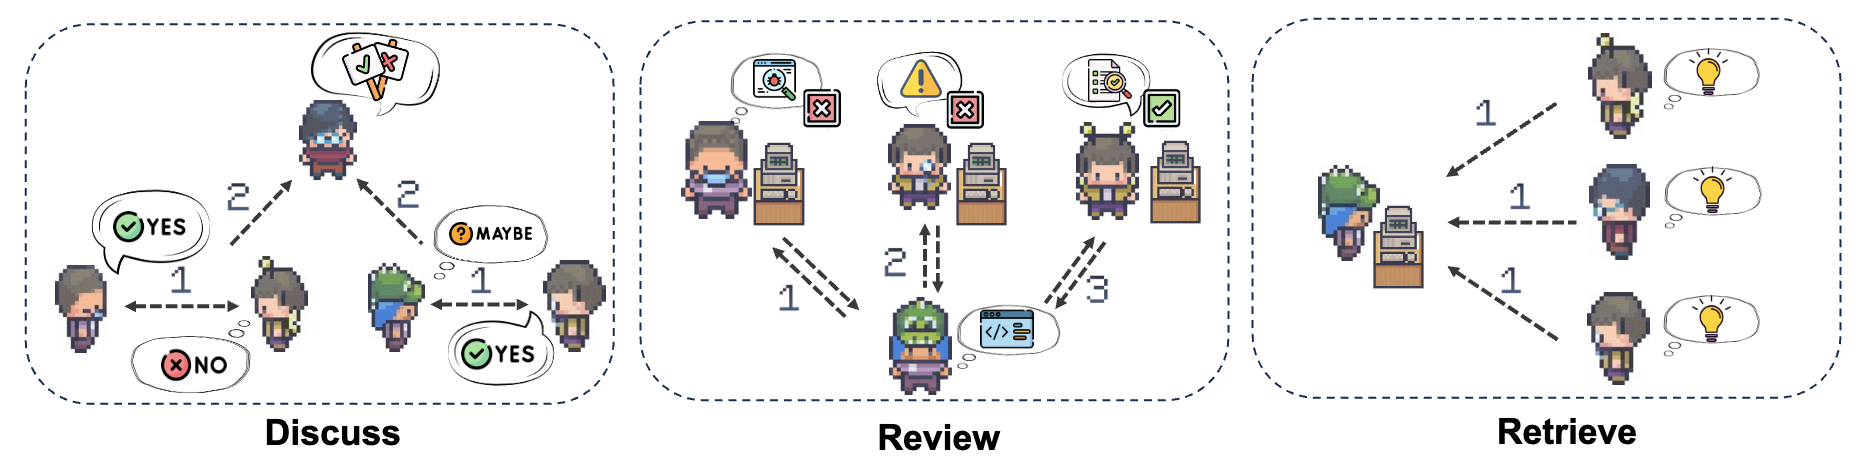 2
2
YES
MAYBE
1
1
NO
YES
Discuss
1
2
3
</>
Review
1
1
1
Retrieve